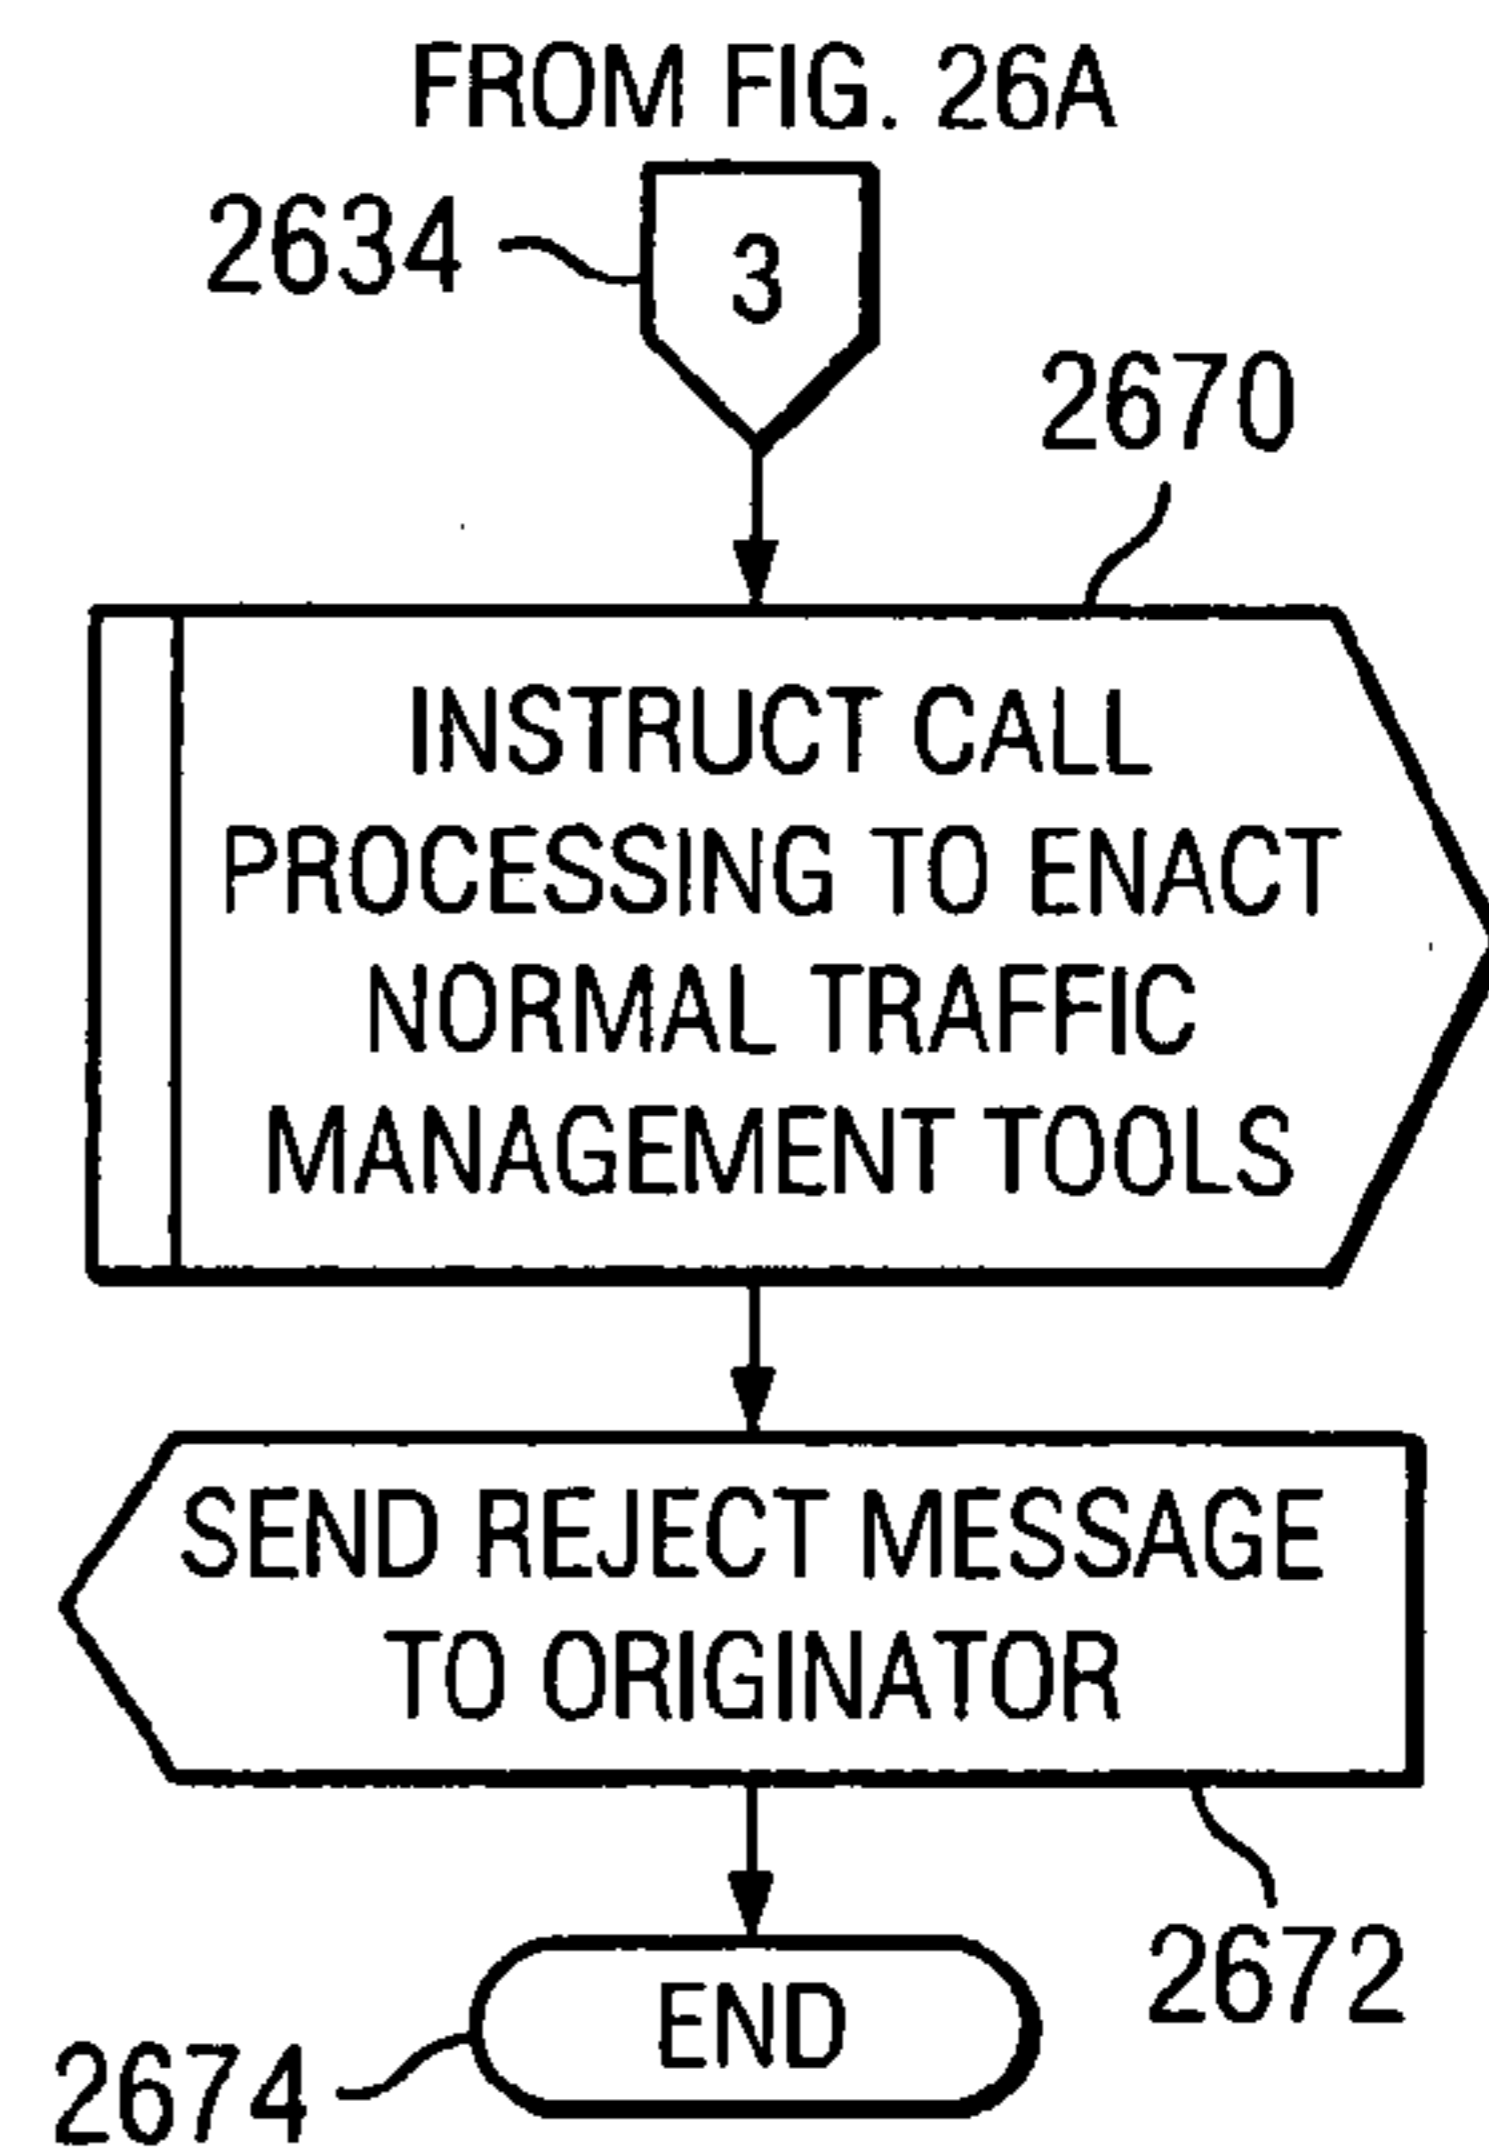 FROM FIG. 26A
2634
3
2670
INSTRUCT CALL
PROCESSING TO ENACT
NORMAL TRAFFIC
MANAGEMENT TOOLS
SEND REJECT MESSAGE
TO ORIGINATOR
2672
END
2674